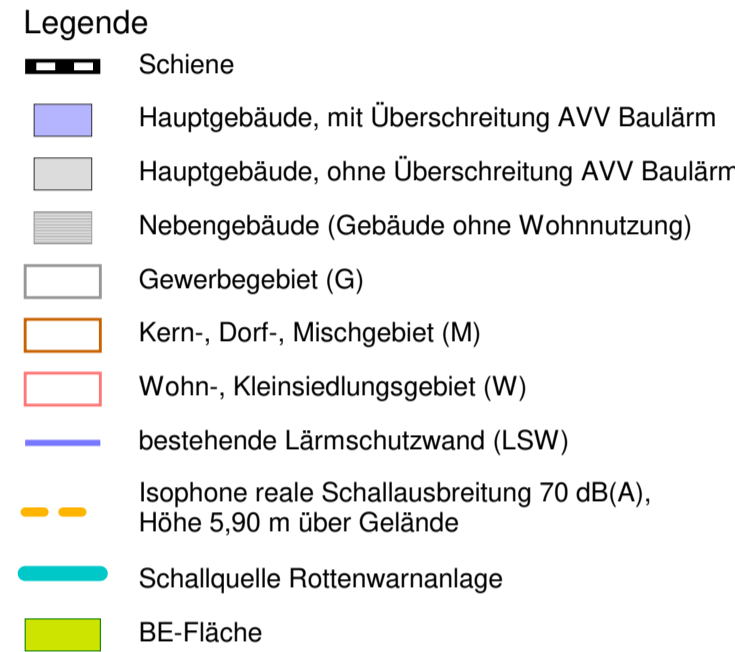 Legende
Schiene
Hauptgebäude, mit Überschreitung AVV Baulärm
Hauptgebäude, ohne Überschreitung AVV Baulärm
Nebengebäude (Gebäude ohne Wohnnutzung)
Gewerbegebiet (G)
Kern-, Dorf-, Mischgebiet (M)
Wohn-, Kleinsiedlungsgebiet (W)
bestehende Lärmschutzwand (LSW)
Isophone reale Schallausbreitung 70 dB(A),
Höhe 5,90 m über Gelände
Schallquelle Rottenwarnanlage
BE-Fläche